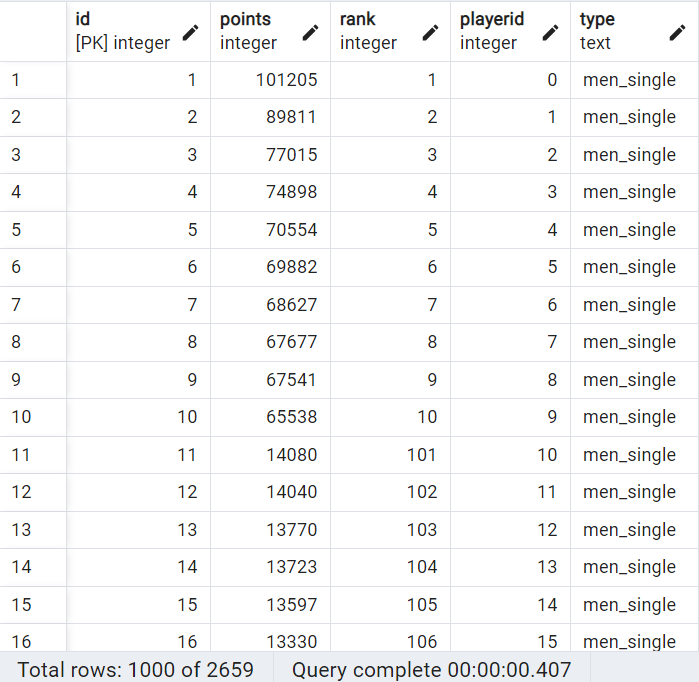 id points rank playerid type
[PK] integer integer integer integer text
1 1 101205 1 0 men_single
2 2 89811 2 1 men_single
3 3 77015 3 2 men_single
4 4 74898 4 3 men_single
5 5 70554 5 4 men_single
6 6 69882 6 5 men_single
7 7 68627 7 6 men_single
8 8 67677 8 7 men_single
9 9 67541 9 8 men_single
10 10 65538 10 9 men_single
11 11 14080 101 10 men_single
12 12 14040 102 11 men_single
13 13 13770 103 12 men_single
14 14 13723 104 13 men_single
15 15 13597 105 14 men_single
16 16 13330 106 15 men_single
Total rows: 1000 of 2659 Query complete 00:00:00.407